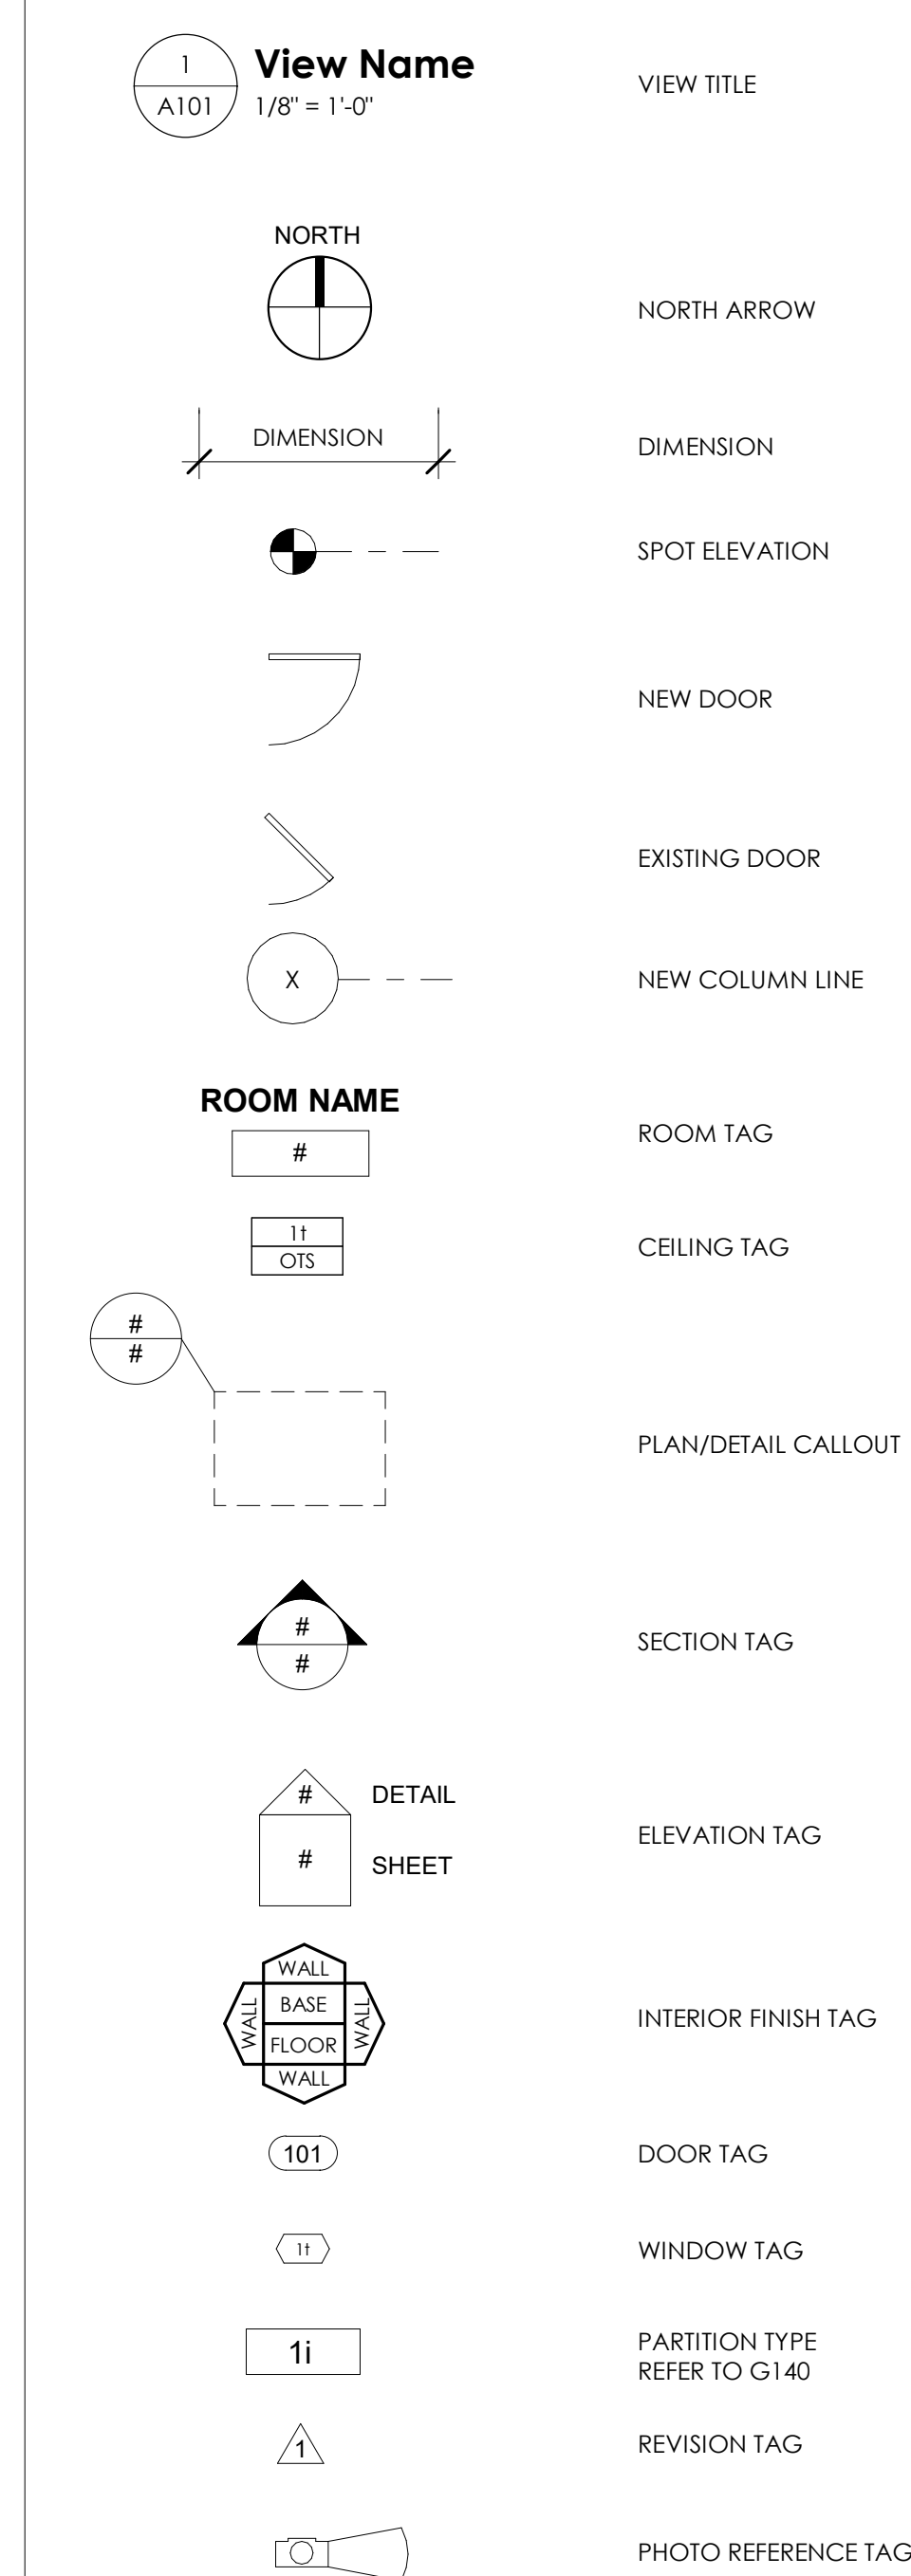 1
A101
View Name
1/8" = 1'-0"
VIEW TITLE
NORTH
NORTH ARROW
DIMENSION
DIMENSION
SPOT ELEVATION
NEW DOOR
EXISTING DOOR
X
NEW COLUMN LINE
ROOM NAME
#
ROOM TAG
1t
OTS
CEILING TAG
#
#
PLAN/DETAIL CALLOUT
#
#
SECTION TAG
#
DETAIL
#
SHEET
ELEVATION TAG
WALL
WALL
BASE
WALL
FLOOR
WALL
INTERIOR FINISH TAG
101
DOOR TAG
1t
WINDOW TAG
1i
PARTITION TYPE
REFER TO G140
1
REVISION TAG
PHOTO REFERENCE TAG